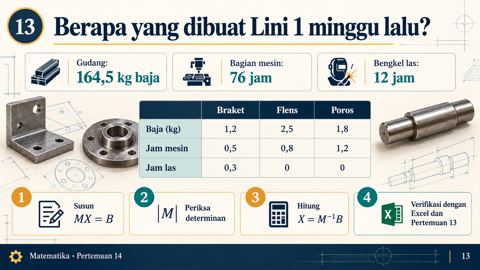 13
Berapa yang dibuat Lini 1 minggu lalu?
Gudang:
164,5 kg baja
Bagian mesin:
76 jam
Bengkel las:
12 jam
Braket Flens Poros
Baja (kg) 1,2 2,5 1,8
Jam mesin 0,5 0,8 1,2
Jam las 0,3 0 0
1
Susun
MX = B
2
Periksa
determinan
|M|
3
Hitung
X = M⁻¹B
4
Verifikasi dengan
Excel dan
Pertemuan 13
Matematika • Pertemuan 14
13